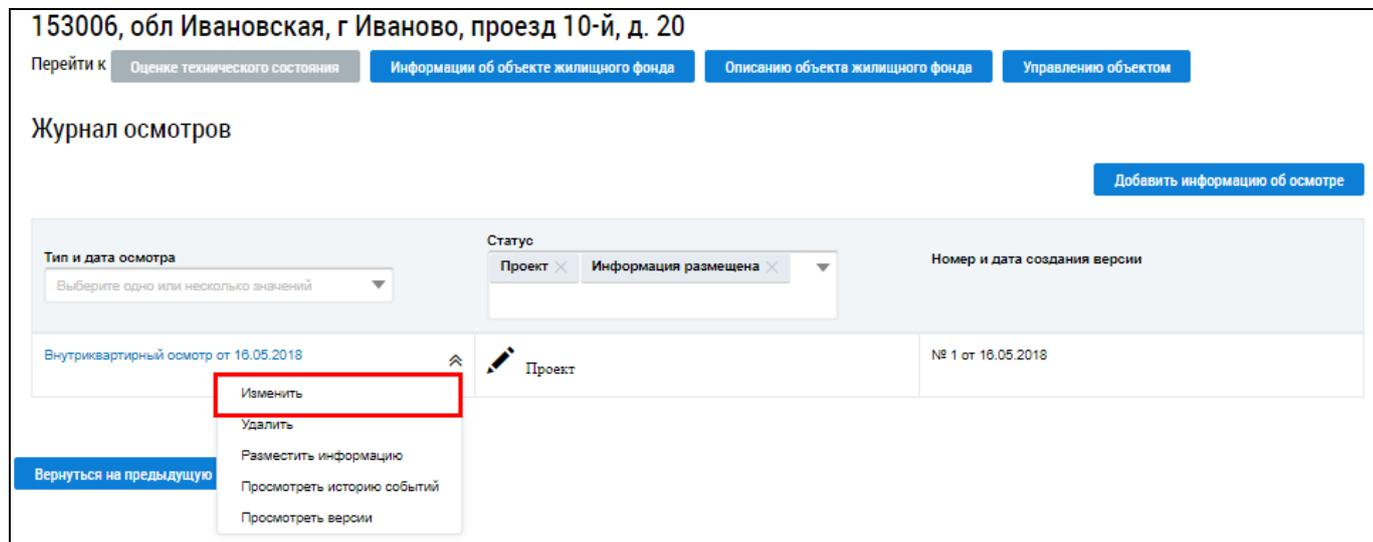 153006, обл Ивановская, г Иваново, проезд 10-й, д. 20
Перейти к Оценке технического состояния Информации об объекте жилищного фонда Описанию объекта жилищного фонда Управлению объектом
Журнал осмотров
Добавить информацию об осмотре
Тип и дата осмотра
Выберите одно или несколько значений
Статус
Проект Информация размещена
Номер и дата создания версии
Внутриквартирный осмотр от 16.05.2018 Проект № 1 от 16.05.2018
Изменить
Удалить
Разместить информацию
Просмотреть историю событий
Просмотреть версии
Вернуться на предыдущую